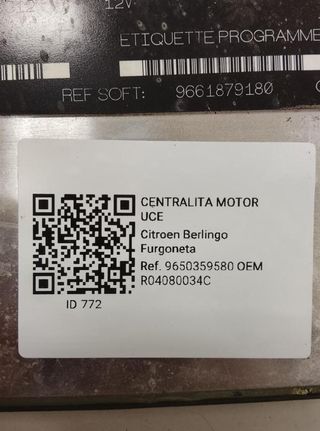 12V
ETIQUETTE PROGRAMME
REF SOFT: 9661879180
CENTRALITA MOTOR
UCE
Citroen Berlingo
Furgoneta
Ref. 9650359580 OEM
R04080034C
ID 772